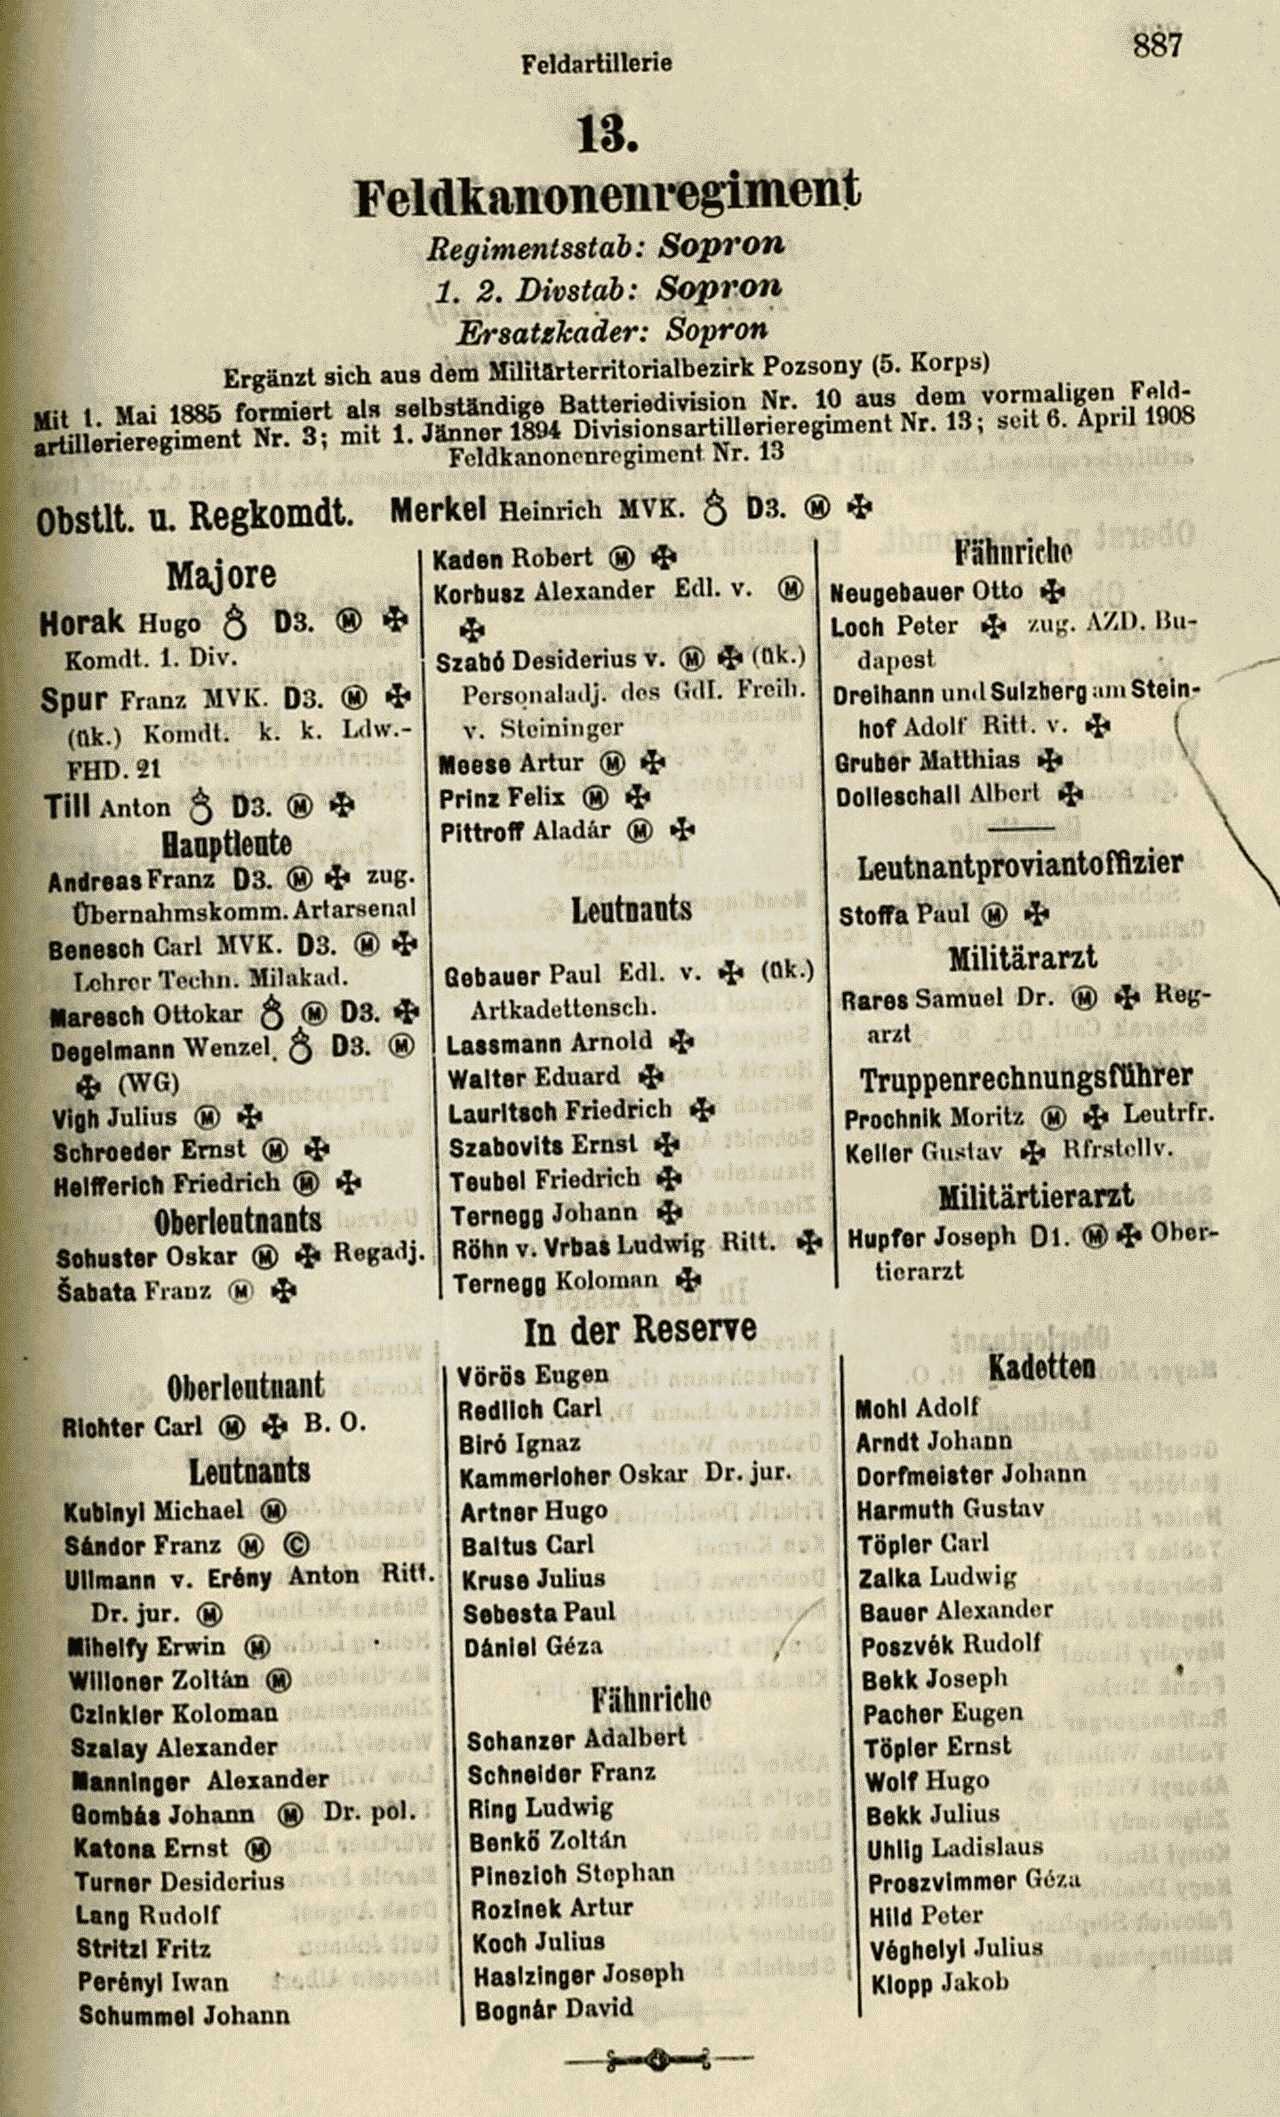 887
Feldartillerie
13.
Feldkanonenregiment
Regimentsstab: Sopron
1. 2. Divstab: Sopron
Ersatzkader: Sopron
Ergänzt sich aus dem Militärterritorialbezirk Pozsony (5. Korps)
Mit 1. Mai 1885 formiert als selbständige Batteriedivision Nr. 10 aus dem vormaligen Feld-
artillerieregiment Nr. 3; mit 1. Jänner 1894 Divisionsartillerieregiment Nr. 13; seit 6. April 1908
Feldkanonenregiment Nr. 13
Obstlt. u. Regkomdt. Merkel Heinrich MVK. D3. Ⓜ ✠
Majore
Horak Hugo D3. Ⓜ ✠
Komdt. 1. Div.
Spur Franz MVK. D3. Ⓜ ✠
(ük.) Komdt. k. k. Ldw.-
FHD. 21
Till Anton D3. Ⓜ ✠
Hauptleute
Andreas Franz D3. Ⓜ ✠ zug.
Übernahmskomm. Artarsenal
Benesch Carl MVK. D3. Ⓜ ✠
Lehrer Techn. Milakad.
Maresch Ottokar Ⓜ D3. ✠
Degelmann Wenzel D3. Ⓜ
✠ (WG)
Vigh Julius Ⓜ ✠
Schroeder Ernst Ⓜ ✠
Helfferich Friedrich Ⓜ ✠
Oberleutnants
Schuster Oskar Ⓜ ✠ Regadj.
Šabata Franz Ⓜ ✠
Kaden Robert Ⓜ ✠
Korbusz Alexander Edl. v. Ⓜ
✠
Szabó Desiderius v. Ⓜ ✠ (ük.)
Personaladj. des GdI. Freih.
v. Steininger
Meese Artur Ⓜ ✠
Prinz Felix Ⓜ ✠
Pittroff Aladár Ⓜ ✠
Leutnants
Gebauer Paul Edl. v. ✠ (ük.)
Artkadettensch.
Lassmann Arnold ✠
Walter Eduard ✠
Lauritsch Friedrich ✠
Szabovits Ernst ✠
Teubel Friedrich ✠
Ternegg Johann ✠
Röhn v. Vrbas Ludwig Ritt. ✠
Ternegg Koloman ✠
Fähnriche
Neugebauer Otto ✠
Loch Peter ✠ zug. AZD. Bu-
dapest
Dreihann und Sulzberg am Stein-
hof Adolf Ritt. v. ✠
Gruber Matthias ✠
Dolleschall Albert ✠
Leutnantproviantoffizier
Stoffa Paul Ⓜ ✠
Militärarzt
Rares Samuel Dr. Ⓜ ✠ Reg-
arzt
Truppenrechnungsführer
Prochnik Moritz Ⓜ ✠ Leutrfr.
Keller Gustav ✠ Rfrstellv.
Militärtierarzt
Hupfer Joseph D1. Ⓜ ✠ Ober-
tierarzt
In der Reserve
Oberleutnant
Richter Carl Ⓜ ✠ B. O.
Leutnants
Kubinyi Michael Ⓜ
Sándor Franz Ⓜ Ⓒ
Ullmann v. Erény Anton Ritt.
Dr. jur. Ⓜ
Mihelfy Erwin Ⓜ
Willoner Zoltán Ⓜ
Czinkler Koloman
Szalay Alexander
Manninger Alexander
Gombás Johann Ⓜ Dr. pol.
Katona Ernst Ⓜ
Turner Desiderius
Lang Rudolf
Stritzl Fritz
Perényi Iwan
Schummel Johann
Vörös Eugen
Redlich Carl
Biró Ignaz
Kammerloher Oskar Dr. jur.
Artner Hugo
Baltus Carl
Kruse Julius
Sebesta Paul
Dániel Géza
Fähnriche
Schanzer Adalbert
Schneider Franz
Ring Ludwig
Benkő Zoltán
Pinezich Stephan
Rozinek Artur
Koch Julius
Haslzinger Joseph
Bognár David
Kadetten
Mohl Adolf
Arndt Johann
Dorfmeister Johann
Harmuth Gustav
Töpler Carl
Zalka Ludwig
Bauer Alexander
Poszvék Rudolf
Bekk Joseph
Pacher Eugen
Töpler Ernst
Wolf Hugo
Bekk Julius
Uhlig Ladislaus
Proszvimmer Géza
Hild Peter
Véghelyi Julius
Klopp Jakob